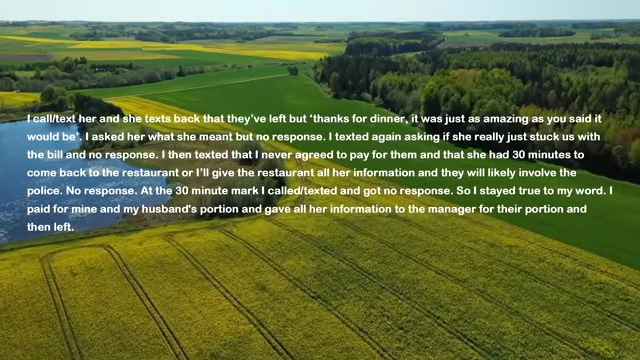 I call/text her and she texts back that they've left but 'thanks for dinner, it was just as amazing as you said it
would be'. I asked her what she meant but no response. I texted again asking if she really just stuck us with
the bill and no response. I then texted that I never agreed to pay for them and that she had 30 minutes to
come back to the restaurant or I'll give the restaurant all her information and they will likely involve the
police. No response. At the 30 minute mark I called/texted and got no response. So I stayed true to my word. I
paid for mine and my husband's portion and gave all her information to the manager for their portion and
then left.